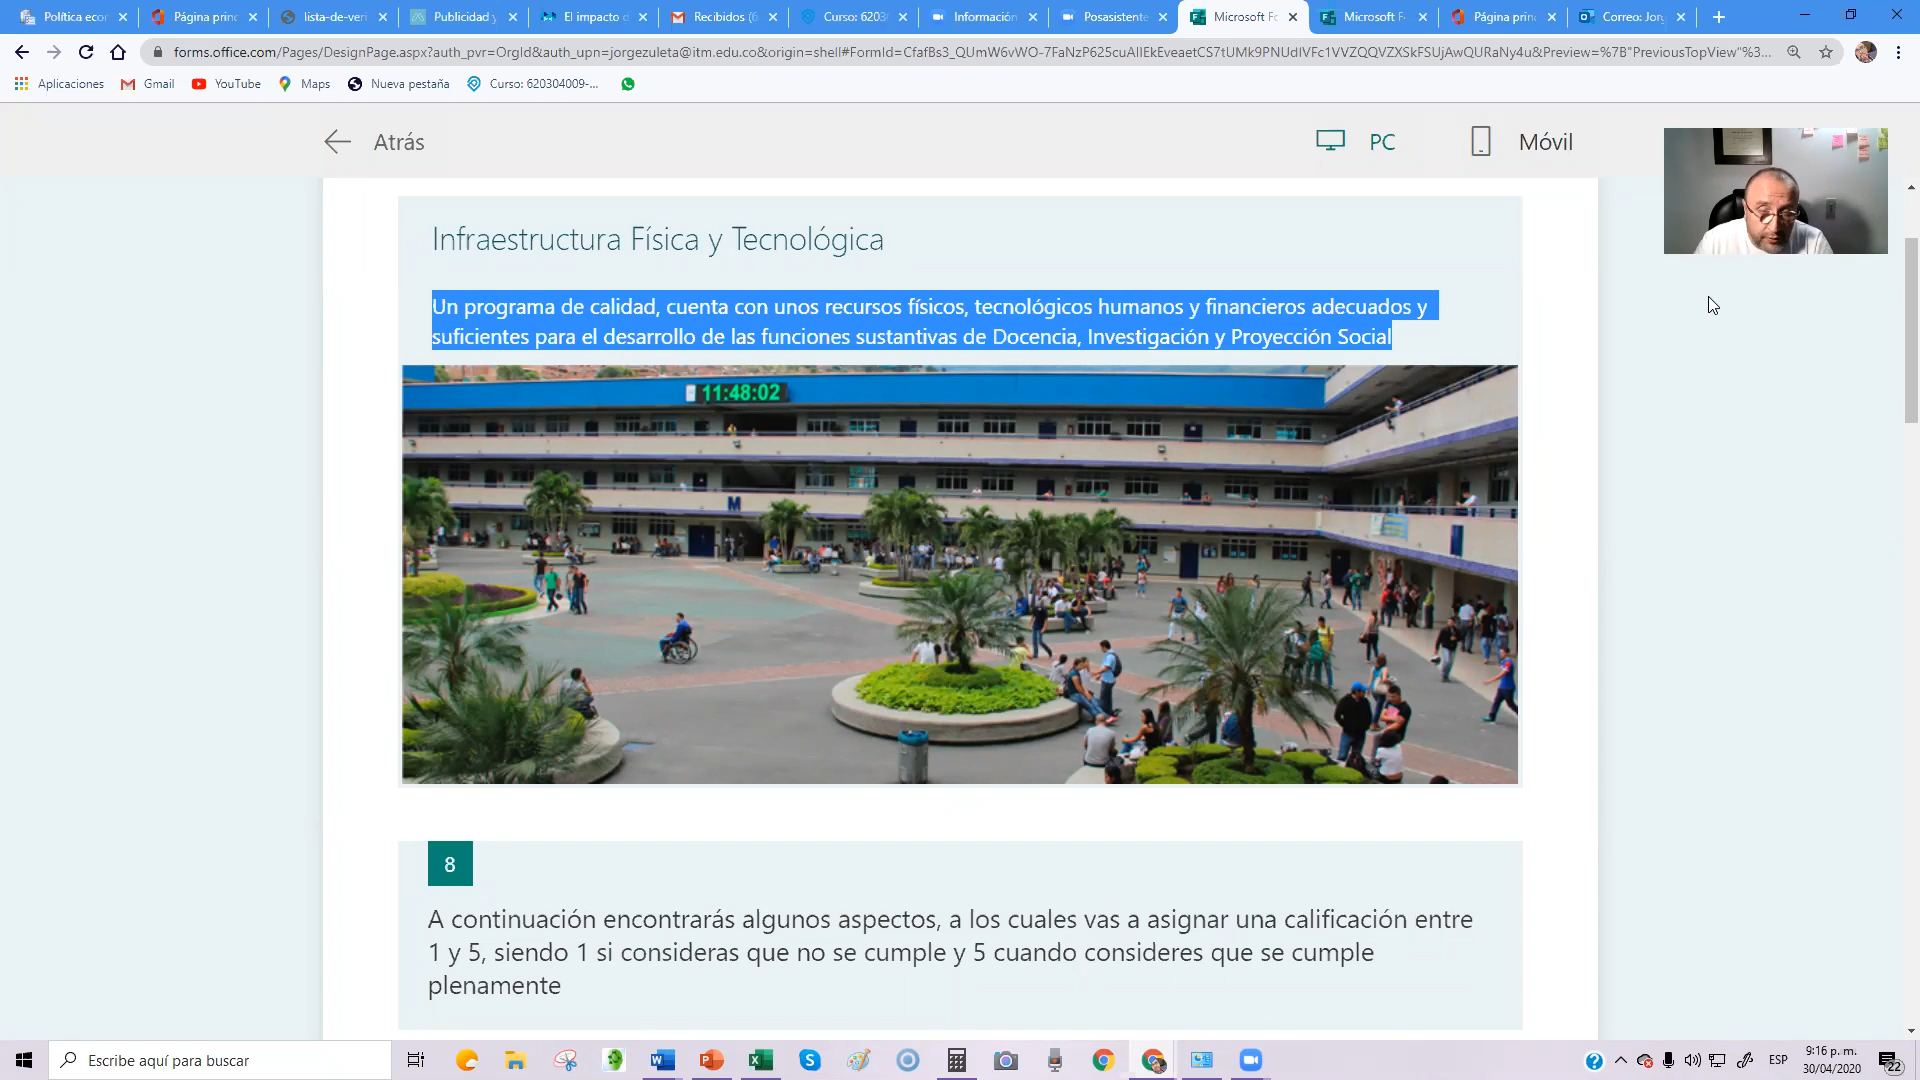 Política econ
Página princ
lista-de-veri
Publicidad y
El impacto d
Recibidos (6
Curso: 6203
Información
Posasistente
Microsoft Fo
Microsoft F
Página princ
Correo: Jorg
forms.office.com/Pages/DesignPage.aspx?auth_pvr=OrgId&auth_upn=jorgezuleta@itm.edu.co&origin=shell#FormId=CfafBs3_QUmW6vWO-7FaNzP625cuAlIEkEveaetCS7tUMk9PNUdIVFc1VVZQQVZXSkFSUjAwQURaNy4u&Preview=%7B"PreviousTopView"%3...
Aplicaciones
Gmail
YouTube
Maps
Nueva pestaña
Curso: 620304009-...
Atrás
PC
Móvil
Infraestructura Física y Tecnológica
Un programa de calidad, cuenta con unos recursos físicos, tecnológicos humanos y financieros adecuados y
suficientes para el desarrollo de las funciones sustantivas de Docencia, Investigación y Proyección Social
11:48:02
M
8
A continuación encontrarás algunos aspectos, a los cuales vas a asignar una calificación entre
1 y 5, siendo 1 si consideras que no se cumple y 5 cuando consideres que se cumple
plenamente
Escribe aquí para buscar
ESP
9:16 p. m.
30/04/2020
22